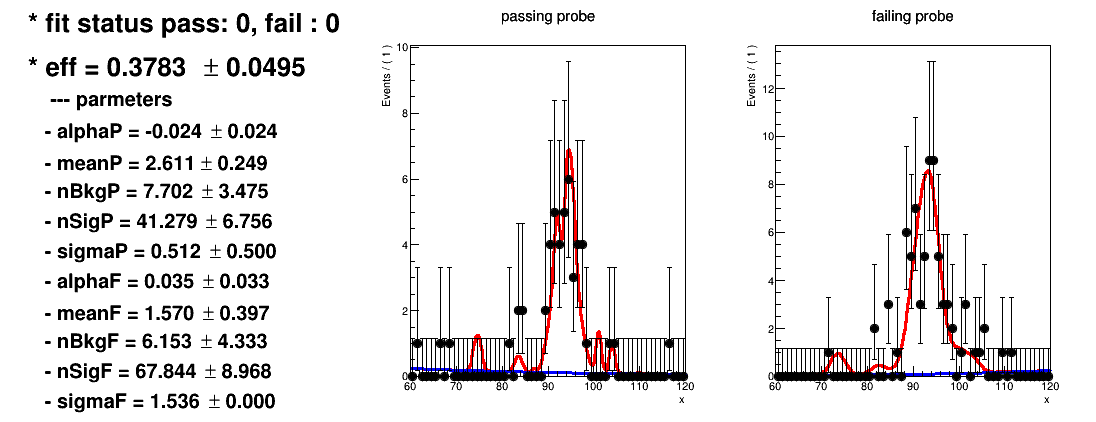 * fit status pass: 0, fail : 0
* eff = 0.3783 ± 0.0495
--- parmeters
- alphaP = -0.024 ± 0.024
- meanP = 2.611 ± 0.249
- nBkgP = 7.702 ± 3.475
- nSigP = 41.279 ± 6.756
- sigmaP = 0.512 ± 0.500
- alphaF = 0.035 ± 0.033
- meanF = 1.570 ± 0.397
- nBkgF = 6.153 ± 4.333
- nSigF = 67.844 ± 8.968
- sigmaF = 1.536 ± 0.000
passing probe
Events / ( 1 )
10
8
6
4
2
0
60 70 80 90 100 110 120
x
failing probe
Events / ( 1 )
12
10
8
6
4
2
0
60 70 80 90 100 110 120
x